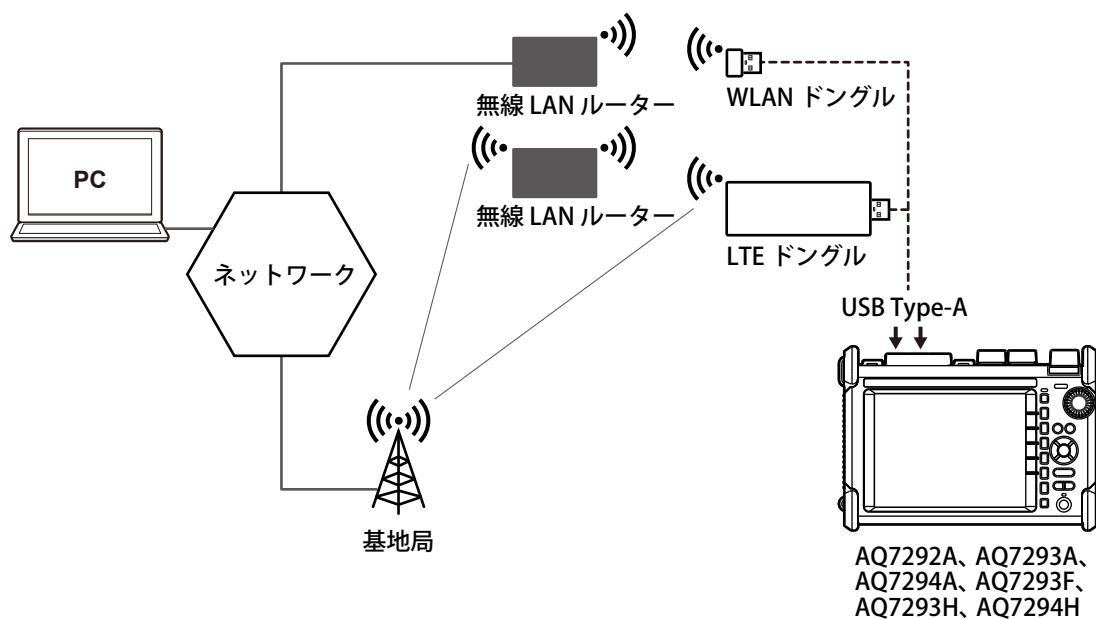 無線 LAN ルーター
WLAN ドングル
PC
無線 LAN ルーター
LTE ドングル
ネットワーク
USB Type-A
基地局
AQ7292A、AQ7293A、
AQ7294A、AQ7293F、
AQ7293H、AQ7294H